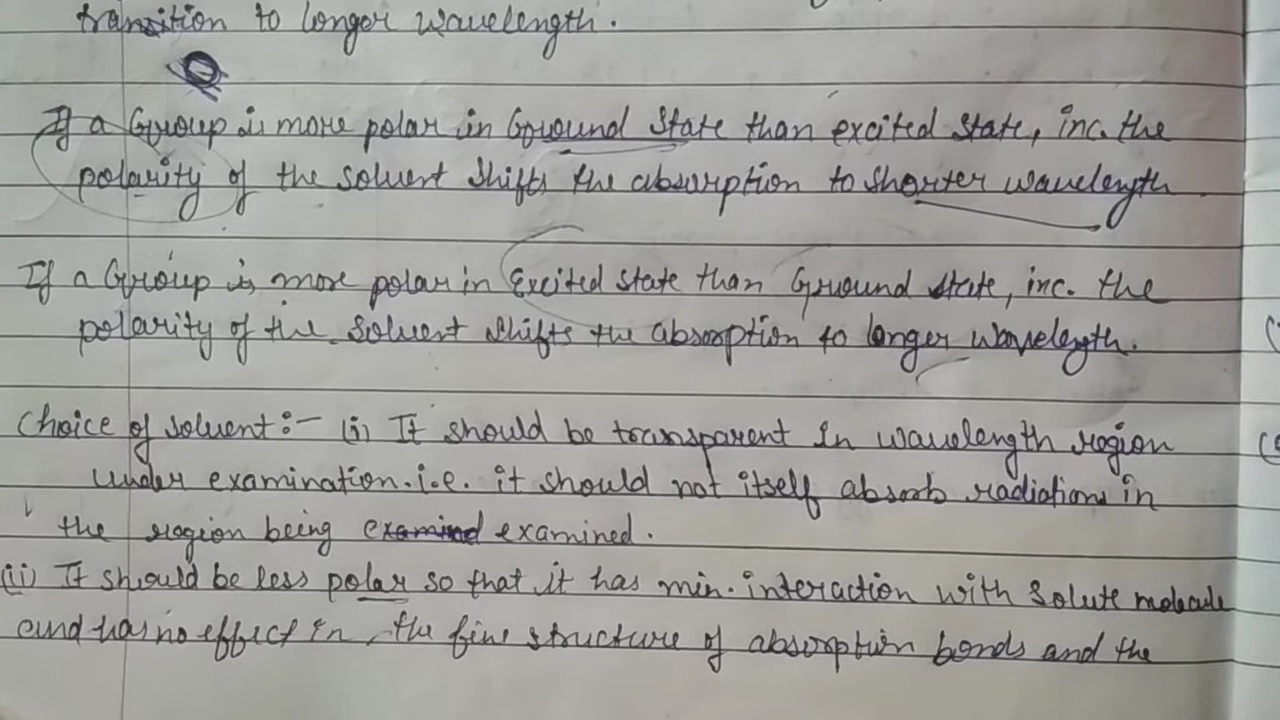 transition to longer wavelength.
If a Group is more polar in Ground State than excited State, inc. the
polarity of the solvent shifts the absorption to shorter wavelength
If a Group is more polar in Excited state than Ground state, inc. the
polarity of the solvent shifts the absorption to longer wavelength.
Choice of solvent:- (i) It should be transparent in wavelength region
under examination. i.e. it should not itself absorb radiations in
the region being examined examined.
(ii) It should be less polar so that it has min. interaction with solute molecule
and has no effect in the fine structure of absorption bonds and the